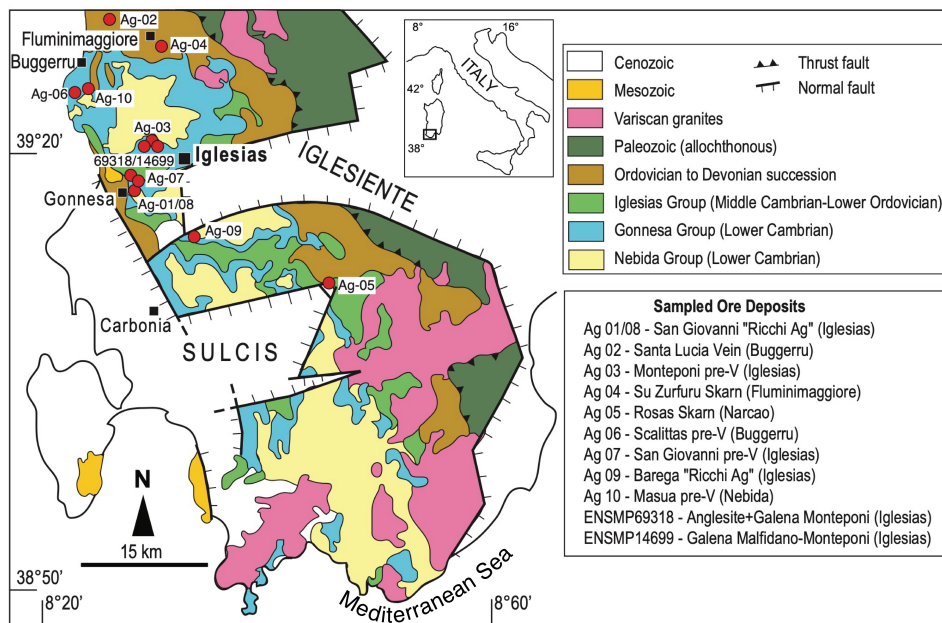 Ag-02
Fluminimaggiore
Ag-04
Buggerru
Ag-06
Ag-10
Ag-03
39°20'
69318/14699
Iglesias
IGLESIENTE
Ag-07
Gonnesa
Ag-01/08
Ag-09
Ag-05
Carbonia
SULCIS
N
15 km
38°50
8°20
8°60
Mediterranean Sea
8°
16°
ITALY
42°
38°
Cenozoic
Mesozoic
Variscan granites
Paleozoic (allochthonous)
Ordovician to Devonian succession
Iglesias Group (Middle Cambrian-Lower Ordovician)
Gonnesa Group (Lower Cambrian)
Nebida Group (Lower Cambrian)
Thrust fault
Normal fault
Sampled Ore Deposits
Ag 01/08 - San Giovanni "Ricchi Ag" (Iglesias)
Ag 02 - Santa Lucia Vein (Buggerru)
Ag 03 - Monteponi pre-V (Iglesias)
Ag 04 - Su Zurfuru Skarn (Fluminimaggiore)
Ag 05 - Rosas Skarn (Narcao)
Ag 06 - Scalittas pre-V (Buggerru)
Ag 07 - San Giovanni pre-V (Iglesias)
Ag 09 - Barega "Ricchi Ag" (Iglesias)
Ag 10 - Masua pre-V (Nebida)
ENSMP69318 - Anglesite+Galena Monteponi (Iglesias)
ENSMP14699 - Galena Malfidano-Monteponi (Iglesias)